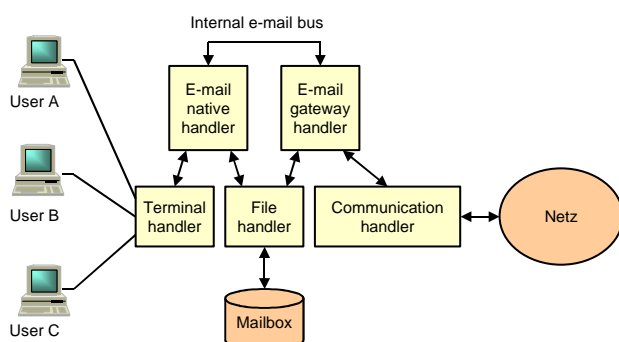 Internal e-mail bus
User A
E-mail
native
handler
E-mail
gateway
handler
User B
Terminal
handler
File
handler
Communication
handler
Netz
User C
Mailbox